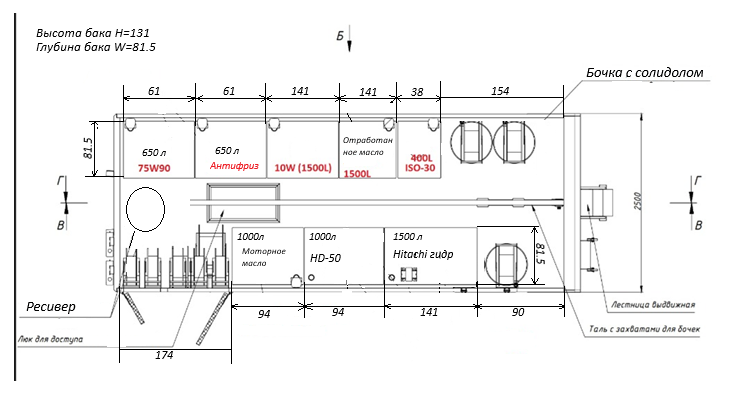 Высота бака H=131
Глубина бака W=81.5
Б
61
61
141
141
38
154
Бочка с солидолом
81.5
650 л
75W90
650 л
Антифриз
10W (1500L)
Отработан
ное масло
1500L
400L
ISO-30
Г
В
Г
В
2500
1000л
Моторное
масло
1000л
HD-50
1500 л
Hitachi гидр
81.5
Ресивер
Люк для доступа
94
94
141
90
174
Лестница выдвижная
Таль с захватами для бочек